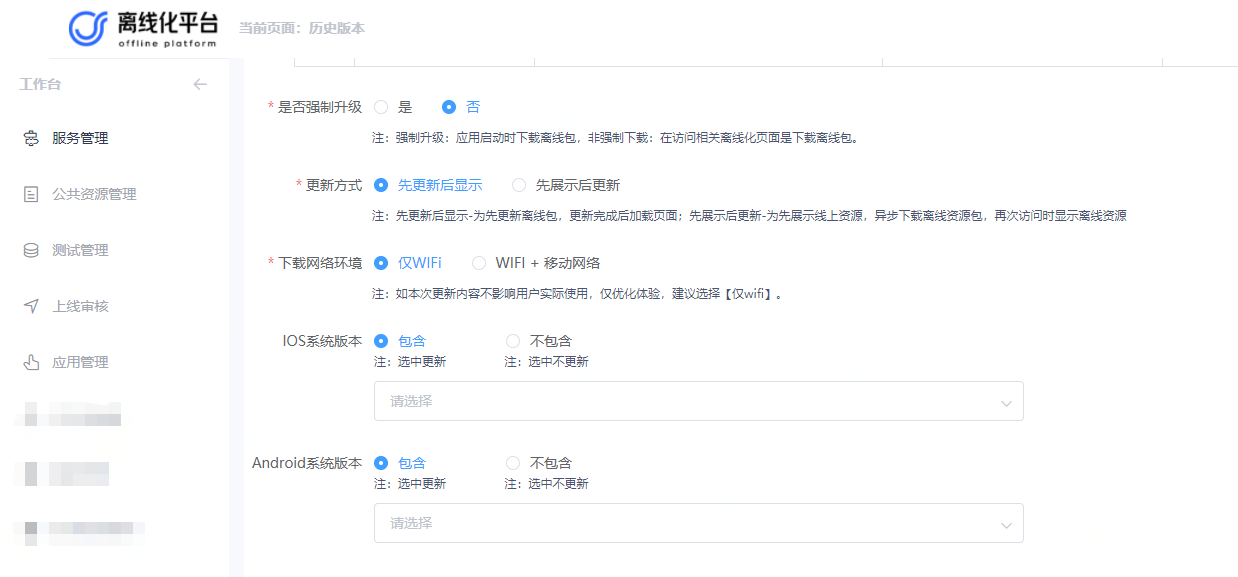 离线化平台
offline platform
当前页面：历史版本
工作台
服务管理
公共资源管理
测试管理
上线审核
应用管理
* 是否强制升级 是 否
注：强制升级：应用启动时下载离线包，非强制下载：在访问相关离线化页面是下载离线包。
* 更新方式 先更新后显示 先展示后更新
注：先更新后显示-为先更新离线包，更新完成后加载页面；先展示后更新-为先展示线上资源，异步下载离线资源包，再次访问时显示离线资源
* 下载网络环境 仅WIFi WIFI + 移动网络
注：如本次更新内容不影响用户实际使用，仅优化体验，建议选择【仅wifi】。
IOS系统版本 包含 不包含
注：选中更新 注：选中不更新
请选择
Android系统版本 包含 不包含
注：选中更新 注：选中不更新
请选择